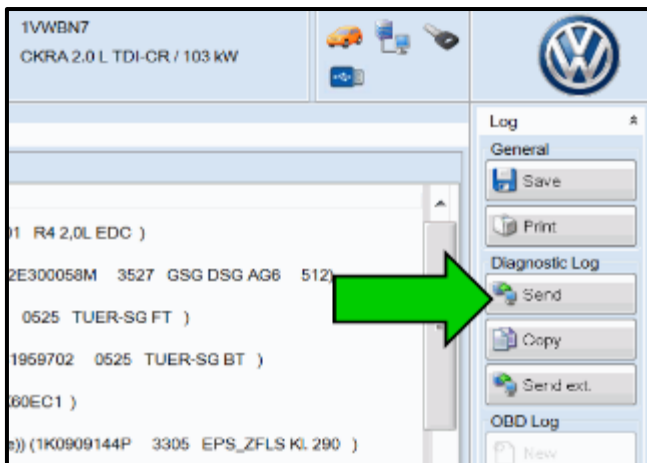 1VWBN7
CKRA 2.0 L TDI-CR / 103 kW
Log
General
Save
Print
Diagnostic Log
Send
Copy
Send ext.
OBD Log
New
01 R4 2,0L EDC )
2E300058M 3527 GSG DSG AG6 512)
0525 TUER-SG FT )
1959702 0525 TUER-SG BT )
K60EC1 )
e)) (1K0909144P 3305 EPS_ZFLS Kl. 290 )